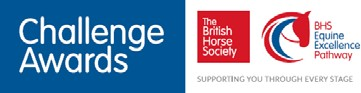 Challenge
Awards
The
British
Horse
Society
BHS
Equine
Excellence
Pathway
SUPPORTING YOU THROUGH EVERY STAGE